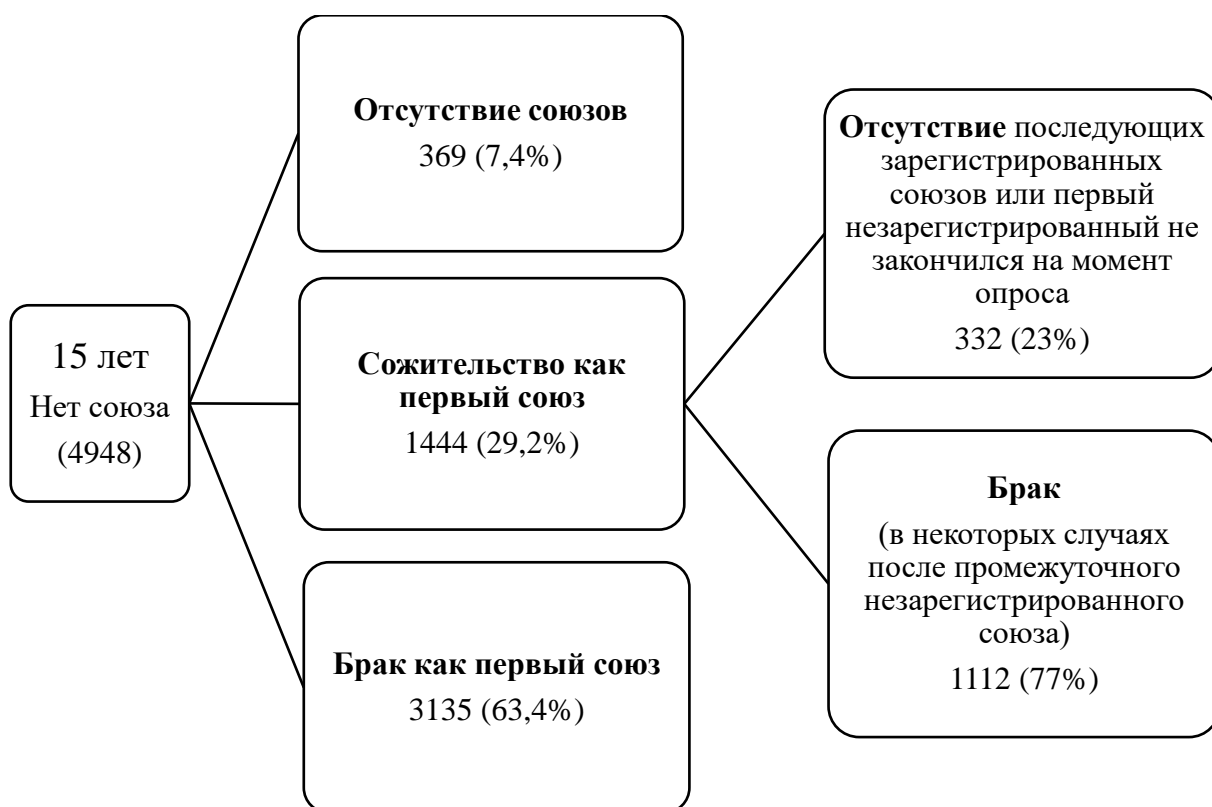 15 лет
Нет союза
(4948)
Отсутствие союзов
369 (7,4%)
Сожительство как
первый союз
1444 (29,2%)
Брак как первый союз
3135 (63,4%)
Отсутствие последующих
зарегистрированных
союзов или первый
незарегистрированный не
закончился на момент
опроса
332 (23%)
Брак
(в некоторых случаях
после промежуточного
незарегистрированного
союза)
1112 (77%)